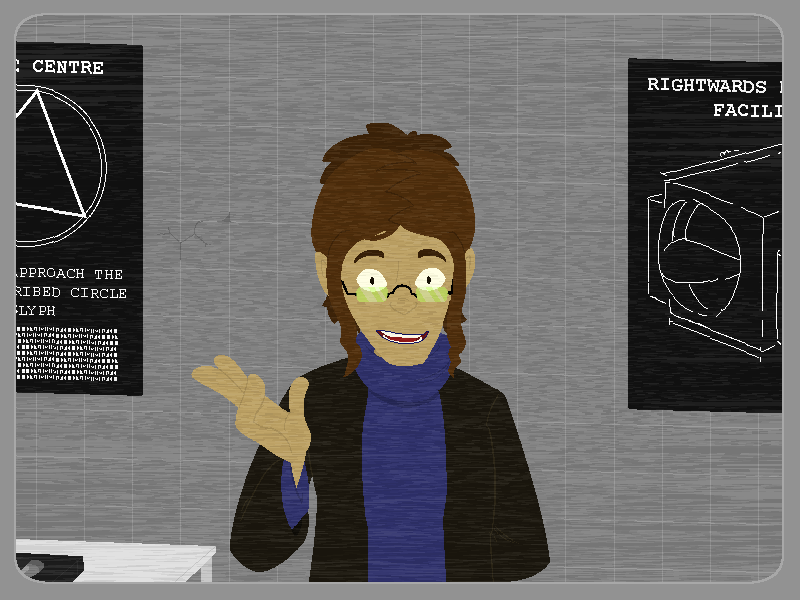 CENTRE
APPROACH THE
RIBED CIRCLE
GLYPH
RIGHTWARDS
FACILI